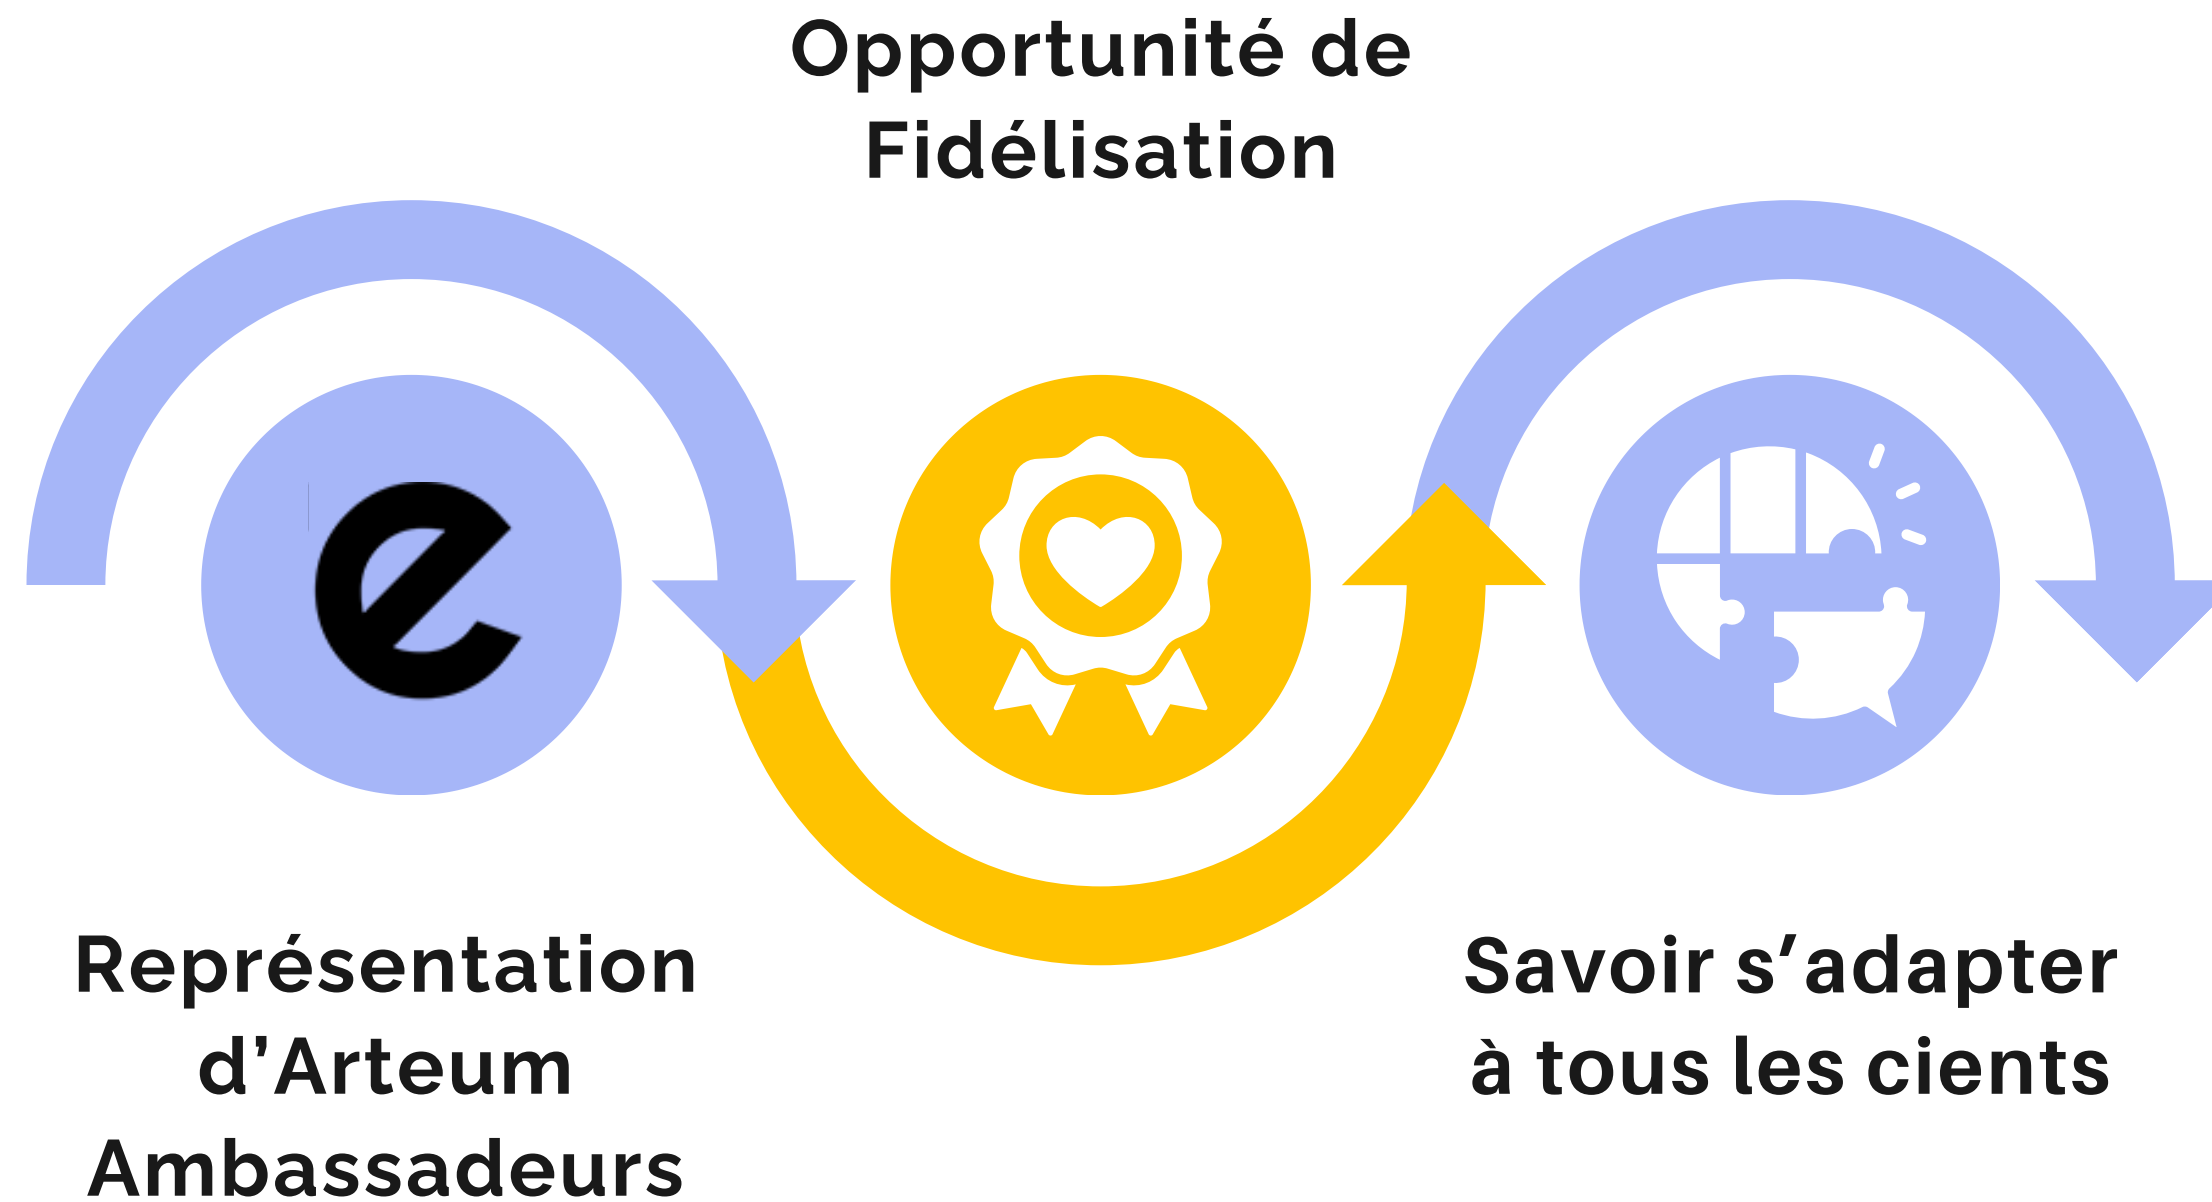 Opportunité de
Fidélisation
e
Représentation
d’Arteum
Ambassadeurs
Savoir s’adapter
à tous les cients